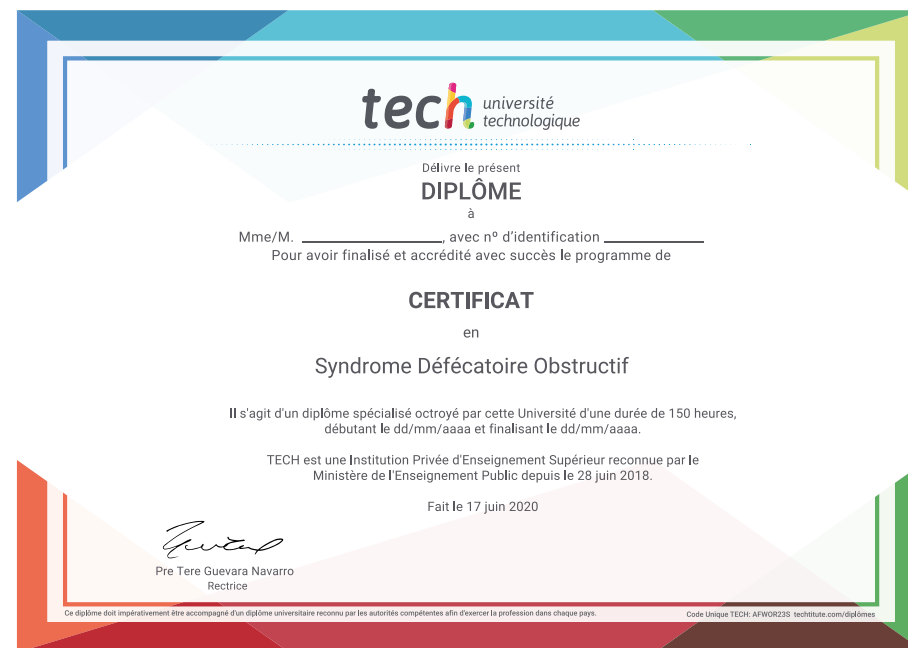 tech université
technologique
Délivre le présent
DIPLÔME
à
Mme/M. ____________________, avec nº d'identification ______________
Pour avoir finalisé et accrédité avec succès le programme de
CERTIFICAT
en
Syndrome Défécatoire Obstructif
Il s'agit d'un diplôme spécialisé octroyé par cette Université d'une durée de 150 heures,
débutant le dd/mm/aaaa et finalisant le dd/mm/aaaa.
TECH est une Institution Privée d'Enseignement Supérieur reconnue par le
Ministère de l'Enseignement Public depuis le 28 juin 2018.
Fait le 17 juin 2020
Pre Tere Guevara Navarro
Rectrice
Ce diplôme doit impérativement être accompagné d'un diplôme universitaire reconnu par les autorités compétentes afin d'exercer la profession dans chaque pays.
Code Unique TECH: AFWOR23S techtitute.com/diplômes